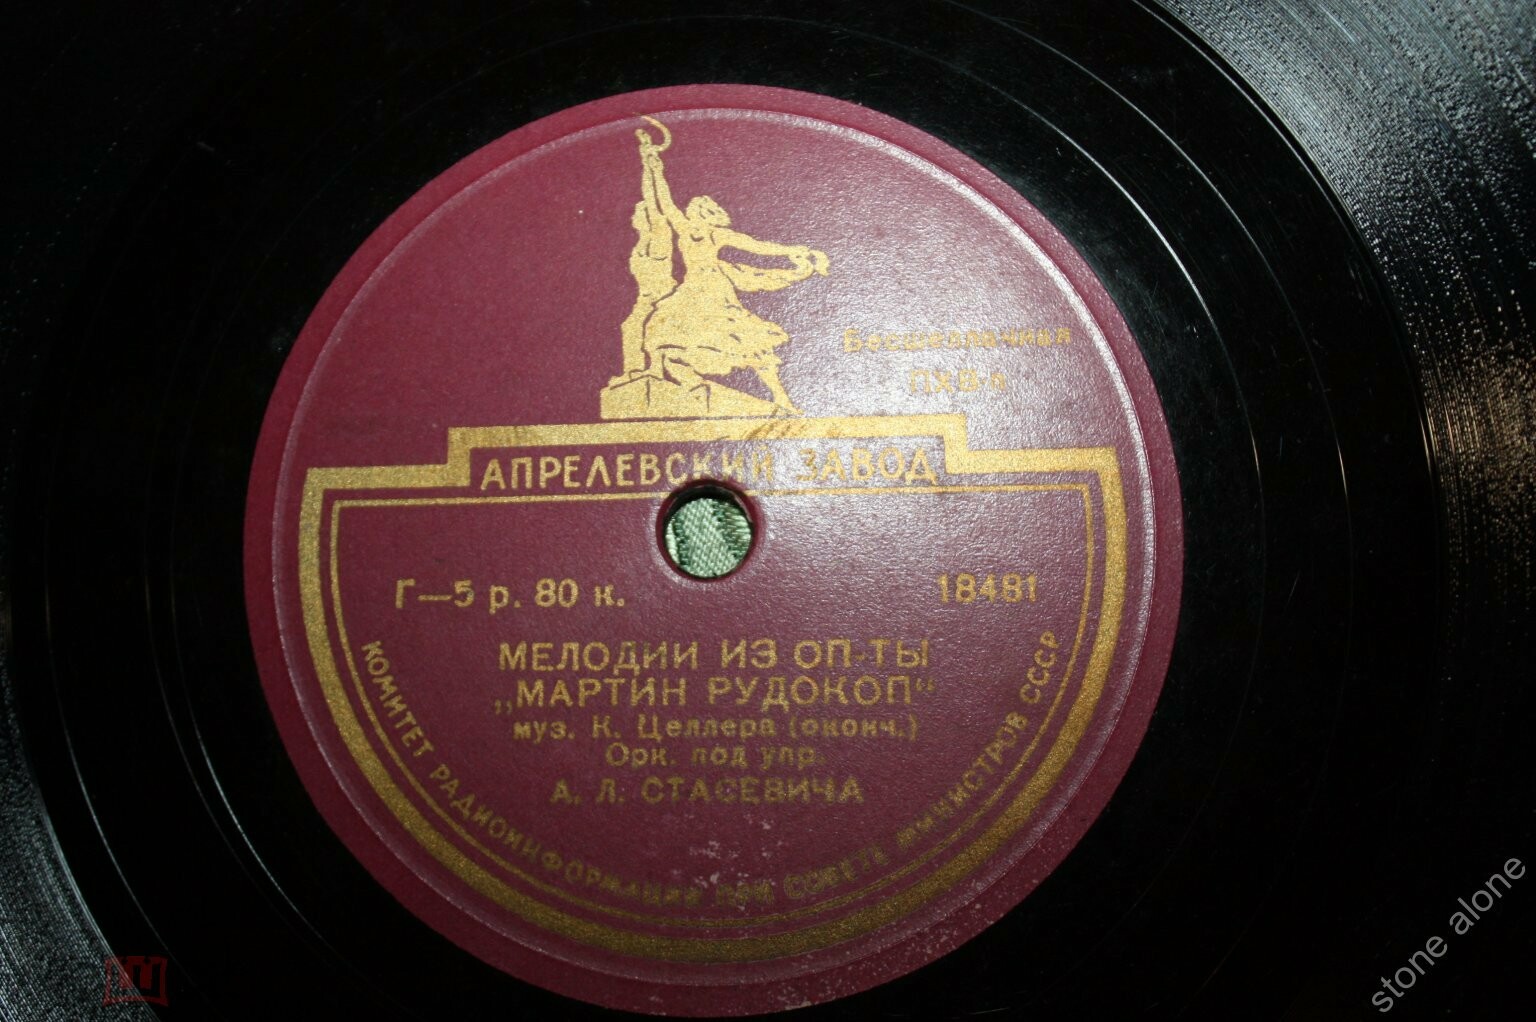 Бесшеллачная
ПХВ-п
АПРЕЛЕВСКИЙ ЗАВОД
Г—5 р. 80 к.
18481
МЕЛОДИИ ИЗ ОП-ТЫ
„МАРТИН РУДОКОП“
муз. К. Целлера (оконч.)
Орк. под упр.
А. Л. СТАСЕВИЧА
КОМИТЕТ РАДИОИНФОРМАЦИИ ПРИ СОВЕТЕ МИНИСТРОВ СССР
stone alone